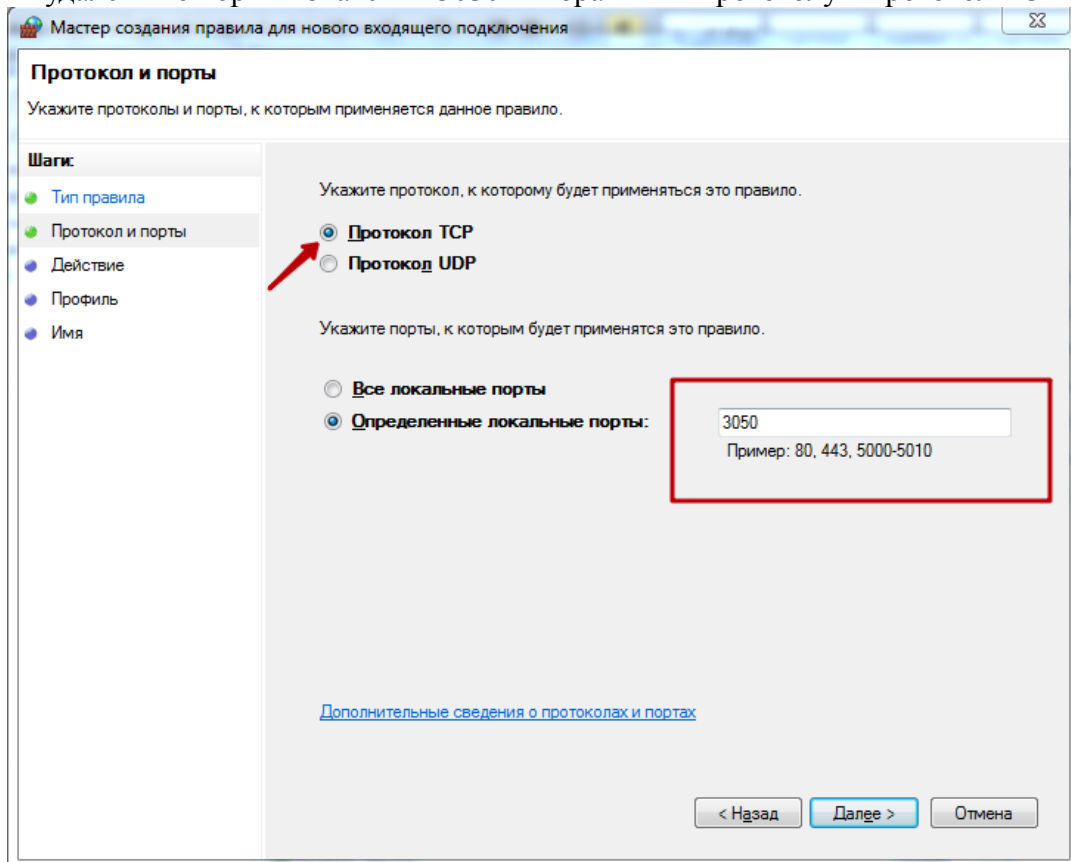 Мастер создания правила для нового входящего подключения
Протокол и порты
Укажите протоколы и порты, к которым применяется данное правило.
Шаги:
Тип правила
Протокол и порты
Действие
Профиль
Имя
Укажите протокол, к которому будет применяться это правило.
Протокол TCP
Протокол UDP
Укажите порты, к которым будет применятся это правило.
Все локальные порты
Определенные локальные порты:
3050
Пример: 80, 443, 5000-5010
Дополнительные сведения о протоколах и портах
< Назад
Далее >
Отмена